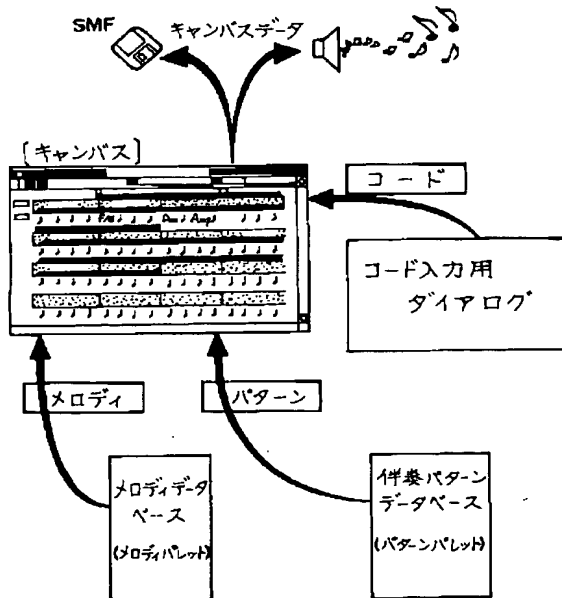 SMF
キャンバスデータ
[キャンバス]
コード
コード入力用
ダイアログ
メロディ
パターン
メロディデータ
ベース
(メロディパレット)
伴奏パターン
データベース
(パターンパレット)